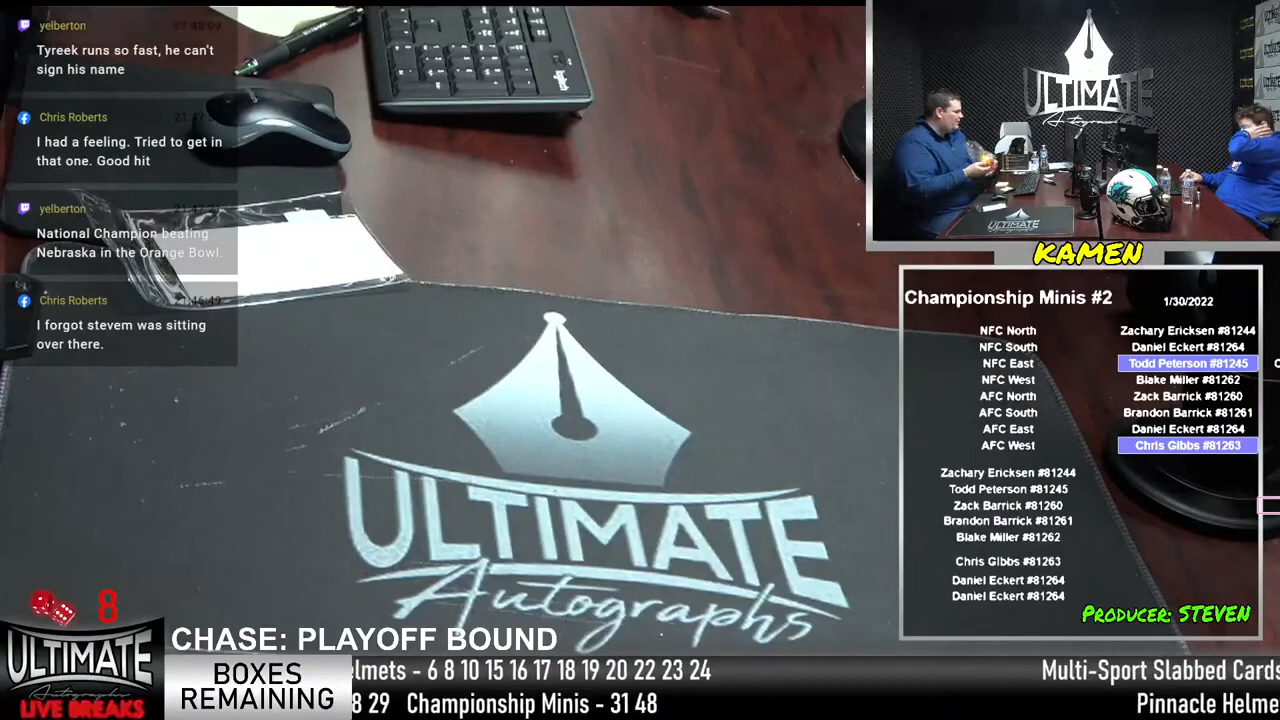 yelberton
Tyreek runs so fast, he can't
sign his name
Chris Roberts
I had a feeling. Tried to get in
that one. Good hit
yelberton
National Champion beating
Nebraska in the Orange Bowl.
Chris Roberts 21:46:49
I forgot stevem was sitting
over there.
ULTIMATE
Autographs
ULTIMATE
KAMEN
Championship Minis #2 1/30/2022
NFC North Zachary Ericksen #81244
NFC South Daniel Eckert #81264
NFC East Todd Peterson #81245
NFC West Blake Miller #81262
AFC North Zack Barrick #81260
AFC South Brandon Barrick #81261
AFC East Daniel Eckert #81264
AFC West Chris Gibbs #81263
Zachary Ericksen #81244
Todd Peterson #81245
Zack Barrick #81260
Brandon Barrick #81261
Blake Miller #81262
Chris Gibbs #81263
Daniel Eckert #81264
Daniel Eckert #81264
PRODUCER: STEVEN
ULTIMATE
Autographs
8
ULTIMATE
Autographs
LIVE BREAKS
CHASE: PLAYOFF BOUND
BOXES
REMAINING
elmets - 6 8 10 15 16 17 18 19 20 22 23 24 Multi-Sport Slabbed Cards
8 29 Championship Minis - 31 48 Pinnacle Helme